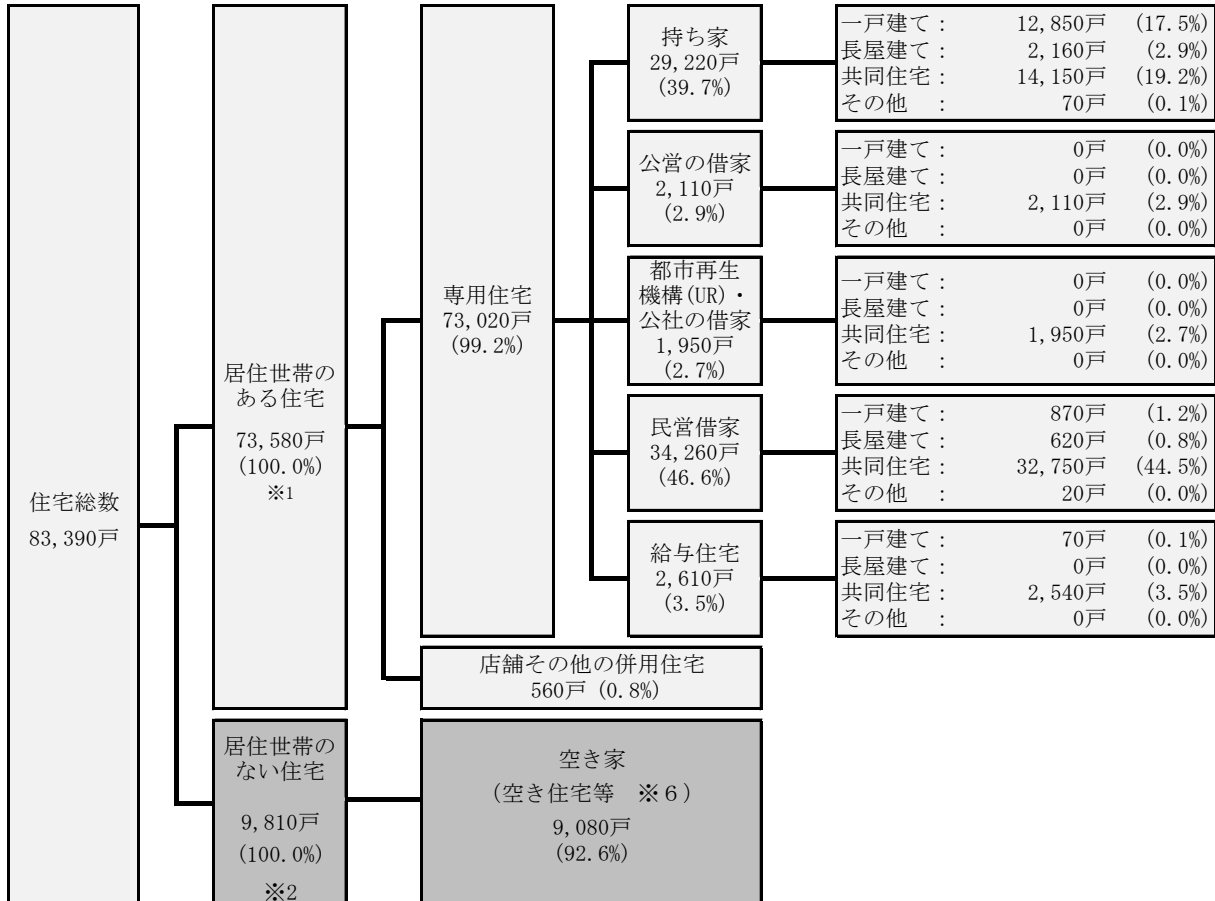 住宅総数
83,390戸
居住世帯の
ある住宅
73,580戸
(100.0%)
※1
専用住宅
73,020戸
(99.2%)
持ち家
29,220戸
(39.7%)
一戸建て： 12,850戸 (17.5%)
長屋建て： 2,160戸 (2.9%)
共同住宅： 14,150戸 (19.2%)
その他 ： 70戸 (0.1%)
公営の借家
2,110戸
(2.9%)
一戸建て： 0戸 (0.0%)
長屋建て： 0戸 (0.0%)
共同住宅： 2,110戸 (2.9%)
その他 ： 0戸 (0.0%)
都市再生
機構(UR)・
公社の借家
1,950戸
(2.7%)
一戸建て： 0戸 (0.0%)
長屋建て： 0戸 (0.0%)
共同住宅： 1,950戸 (2.7%)
その他 ： 0戸 (0.0%)
民営借家
34,260戸
(46.6%)
一戸建て： 870戸 (1.2%)
長屋建て： 620戸 (0.8%)
共同住宅： 32,750戸 (44.5%)
その他 ： 20戸 (0.0%)
給与住宅
2,610戸
(3.5%)
一戸建て： 70戸 (0.1%)
長屋建て： 0戸 (0.0%)
共同住宅： 2,540戸 (3.5%)
その他 ： 0戸 (0.0%)
店舗その他の併用住宅
560戸 (0.8%)
居住世帯の
ない住宅
9,810戸
(100.0%)
※2
空き家
(空き住宅等 ※６)
9,080戸
(92.6%)